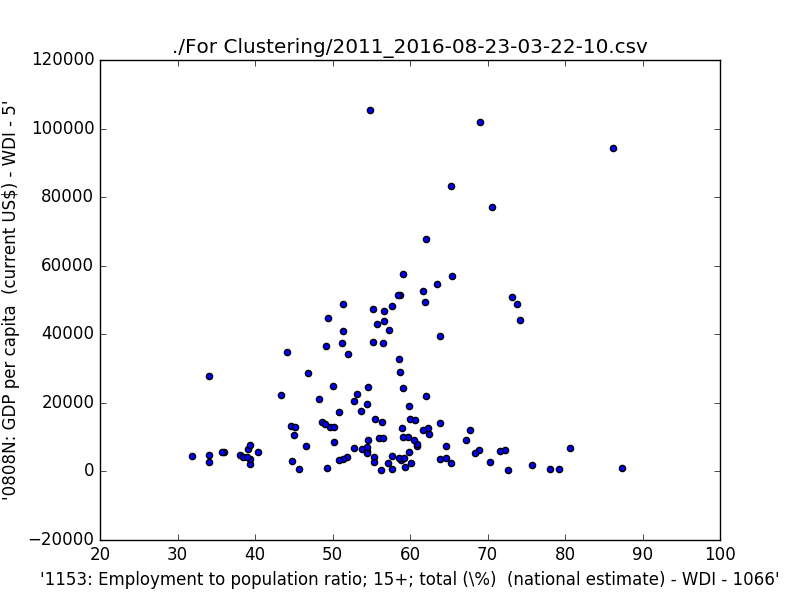 ./For Clustering/2011_2016-08-23-03-22-10.csv
120000
100000
80000
60000
40000
20000
0
−20000
'0808N: GDP per capita  (current US$) - WDI - 5'
20 30 40 50 60 70 80 90 100
'1153: Employment to population ratio; 15+; total (\%)  (national estimate) - WDI - 1066'